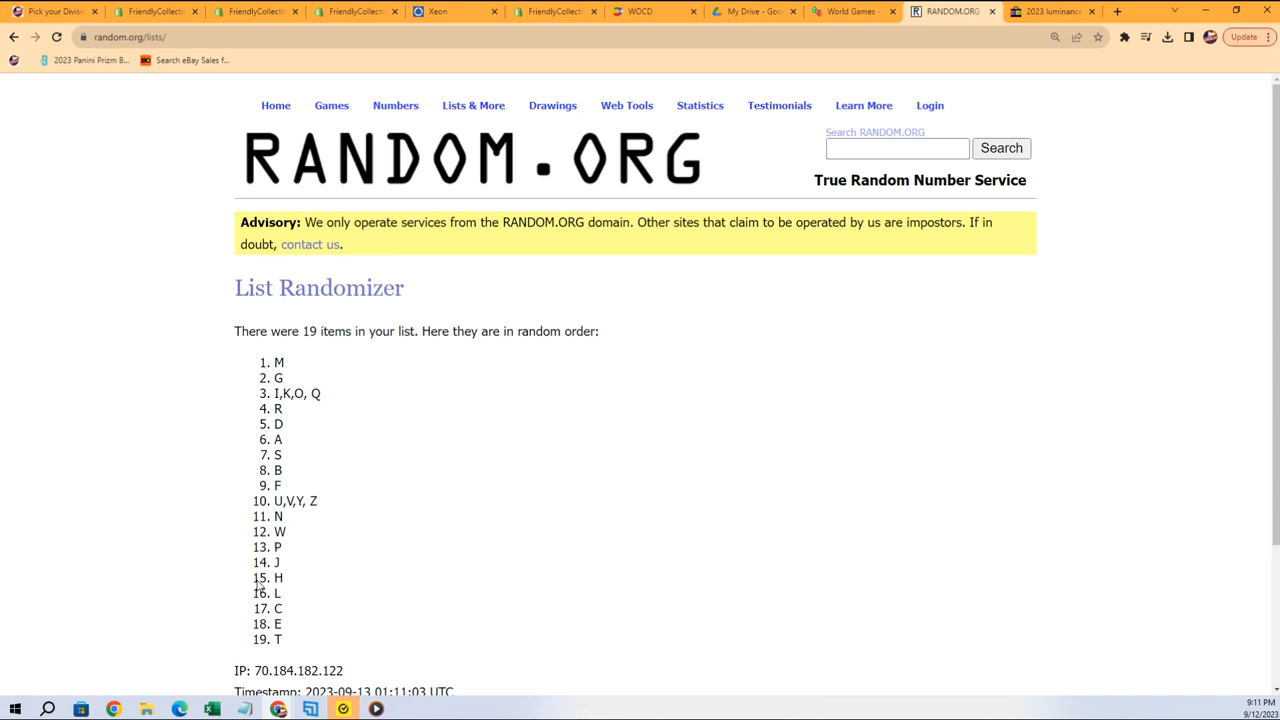 Pick your Divisi
FriendlyCollecti
FriendlyCollectic
FriendlyCollectic
Xeon
FriendlyCollectic
WOCD
My Drive - Goo
World Games -
RANDOM.ORG
2023 luminance
random.org/lists/
Update
2023 Panini Prizm B...
Search eBay Sales f...
Home Games Numbers Lists & More Drawings Web Tools Statistics Testimonials Learn More Login
RANDOM.ORG
Search RANDOM.ORG
Search
True Random Number Service
Advisory: We only operate services from the RANDOM.ORG domain. Other sites that claim to be operated by us are impostors. If in
doubt, contact us.
List Randomizer
There were 19 items in your list. Here they are in random order:
1. M
2. G
3. I,K,O, Q
4. R
5. D
6. A
7. S
8. B
9. F
10. U,V,Y, Z
11. N
12. W
13. P
14. J
15. H
16. L
17. C
18. E
19. T
IP: 70.184.182.122
Timestamp: 2023-09-13 01:11:03 UTC
9:11 PM
9/12/2023